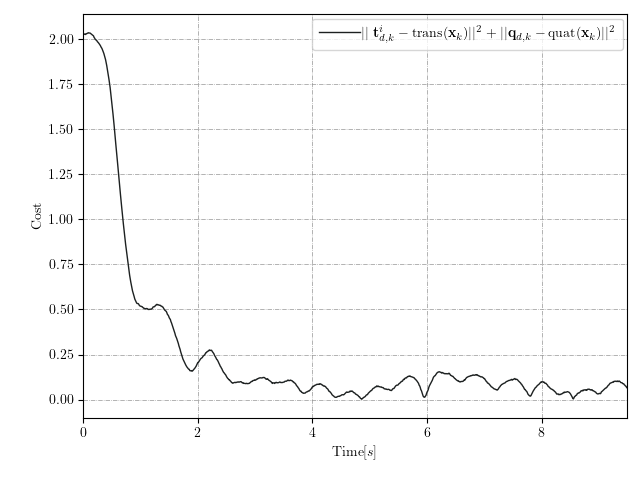 || t^i_{d,k} − trans(x_k)||² + ||q_{d,k} − quat(x_k)||²
2.00
1.75
1.50
1.25
1.00
0.75
0.50
0.25
0.00
Cost
0 2 4 6 8
Time[s]